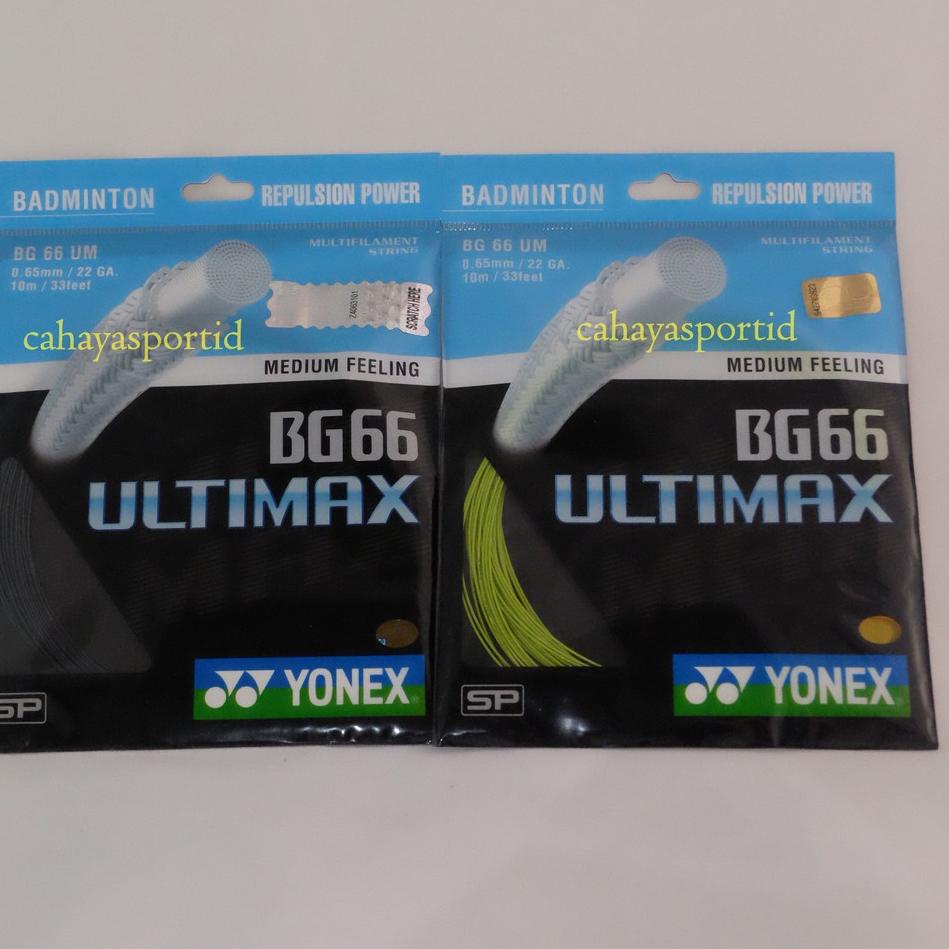 BADMINTON
REPULSION POWER
BG 66 UM
0.65mm / 22 GA.
10m / 33feet
MULTIFILAMENT
STRING
SCRATCH HERE
cahayasportid
MEDIUM FEELING
BG66
ULTIMAX
YONEX
SP
BADMINTON
REPULSION POWER
BG 66 UM
0.65mm / 22 GA.
10m / 33feet
MULTIFILAMENT
STRING
cahayasportid
MEDIUM FEELING
BG66
ULTIMAX
YONEX
SP